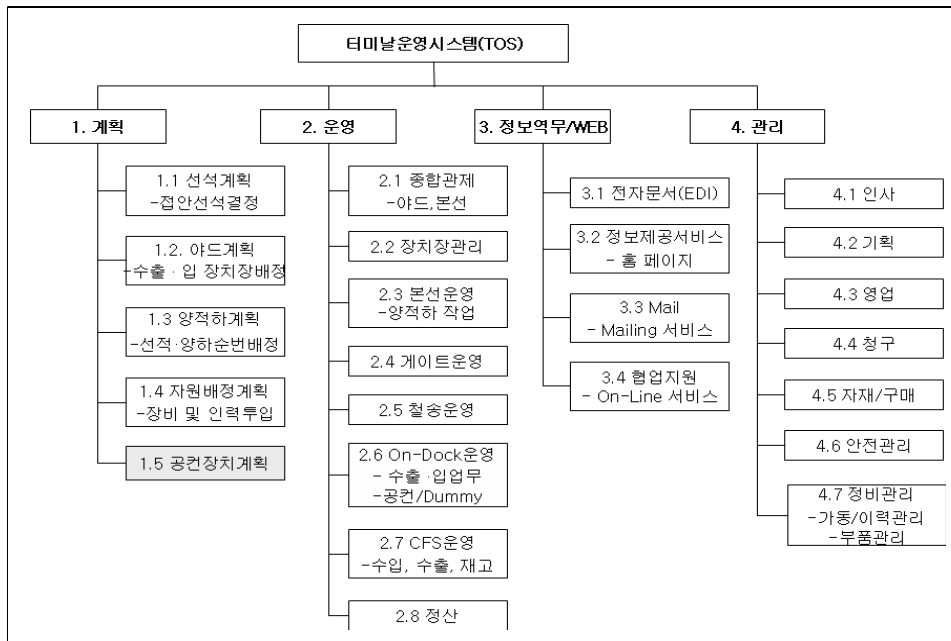 터미날운영시스템(TOS)
1. 계획
2. 운영
3. 정보역무/WEB
4. 관리
1.1 선석계획
-접안선석결정
1.2. 야드계획
-수출·입 장치장배정
1.3 양적하계획
-선적·양하순번배정
1.4 자원배정계획
-장비 및 인력투입
1.5 공컨장치계획
2.1 종합관제
-야드,본선
2.2 장치장관리
2.3 본선운영
-양적하 작업
2.4 게이트운영
2.5 철송운영
2.6 On-Dock운영
- 수출·입업무
-공컨/Dummy
2.7 CFS운영
-수입, 수출, 재고
2.8 정산
3.1 전자문서(EDI)
3.2 정보제공서비스
- 홈 페이지
3.3 Mail
- Mailing 서비스
3.4 협업지원
- On-Line 서비스
4.1 인사
4.2 기획
4.3 영업
4.4 청구
4.5 자재/구매
4.6 안전관리
4.7 정비관리
-가동/이력관리
-부품관리